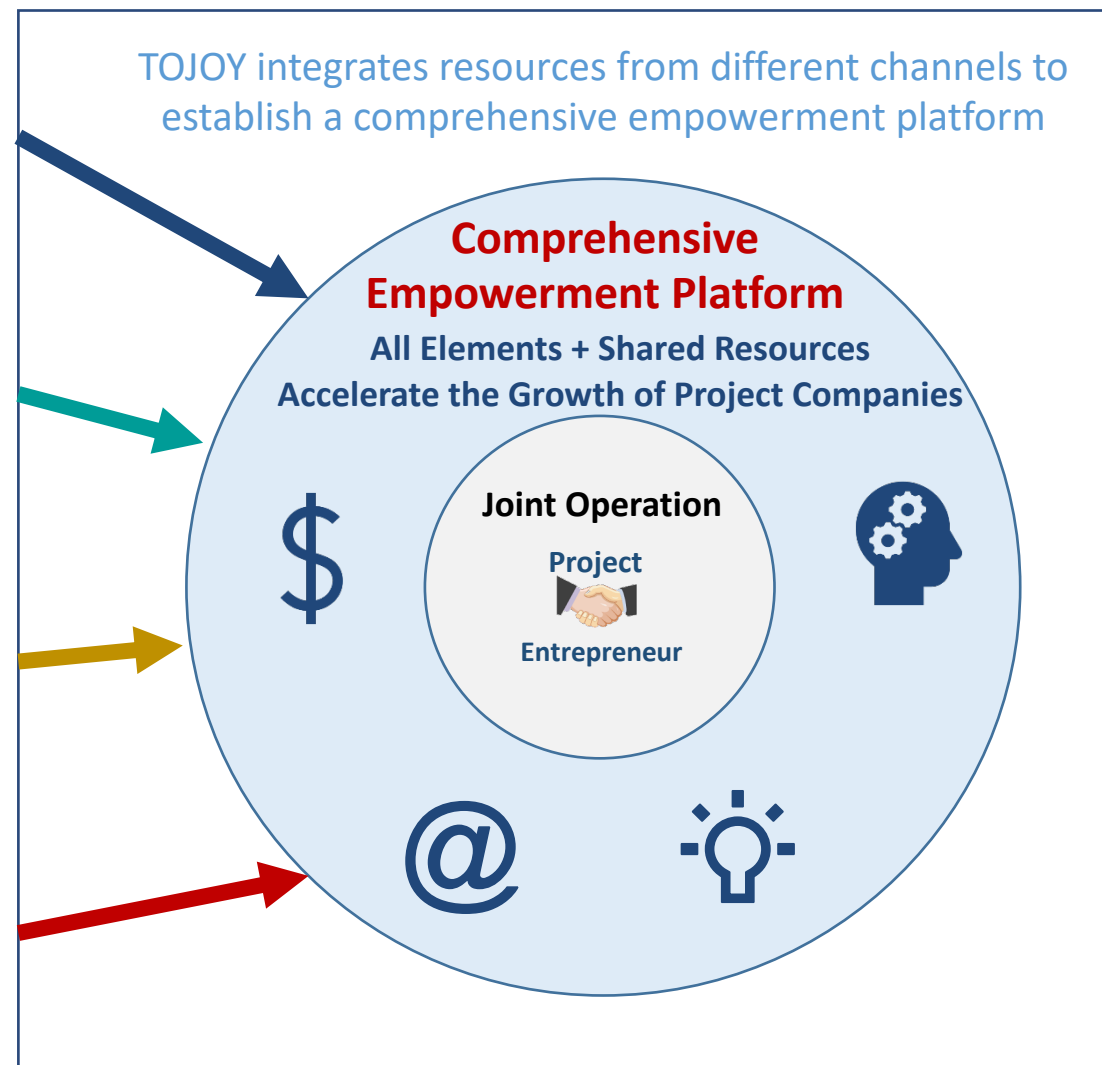 TOJOY integrates resources from different channels to
establish a comprehensive empowerment platform
Comprehensive
Empowerment Platform
All Elements + Shared Resources
Accelerate the Growth of Project Companies
Joint Operation
Project
Entrepreneur
$
@